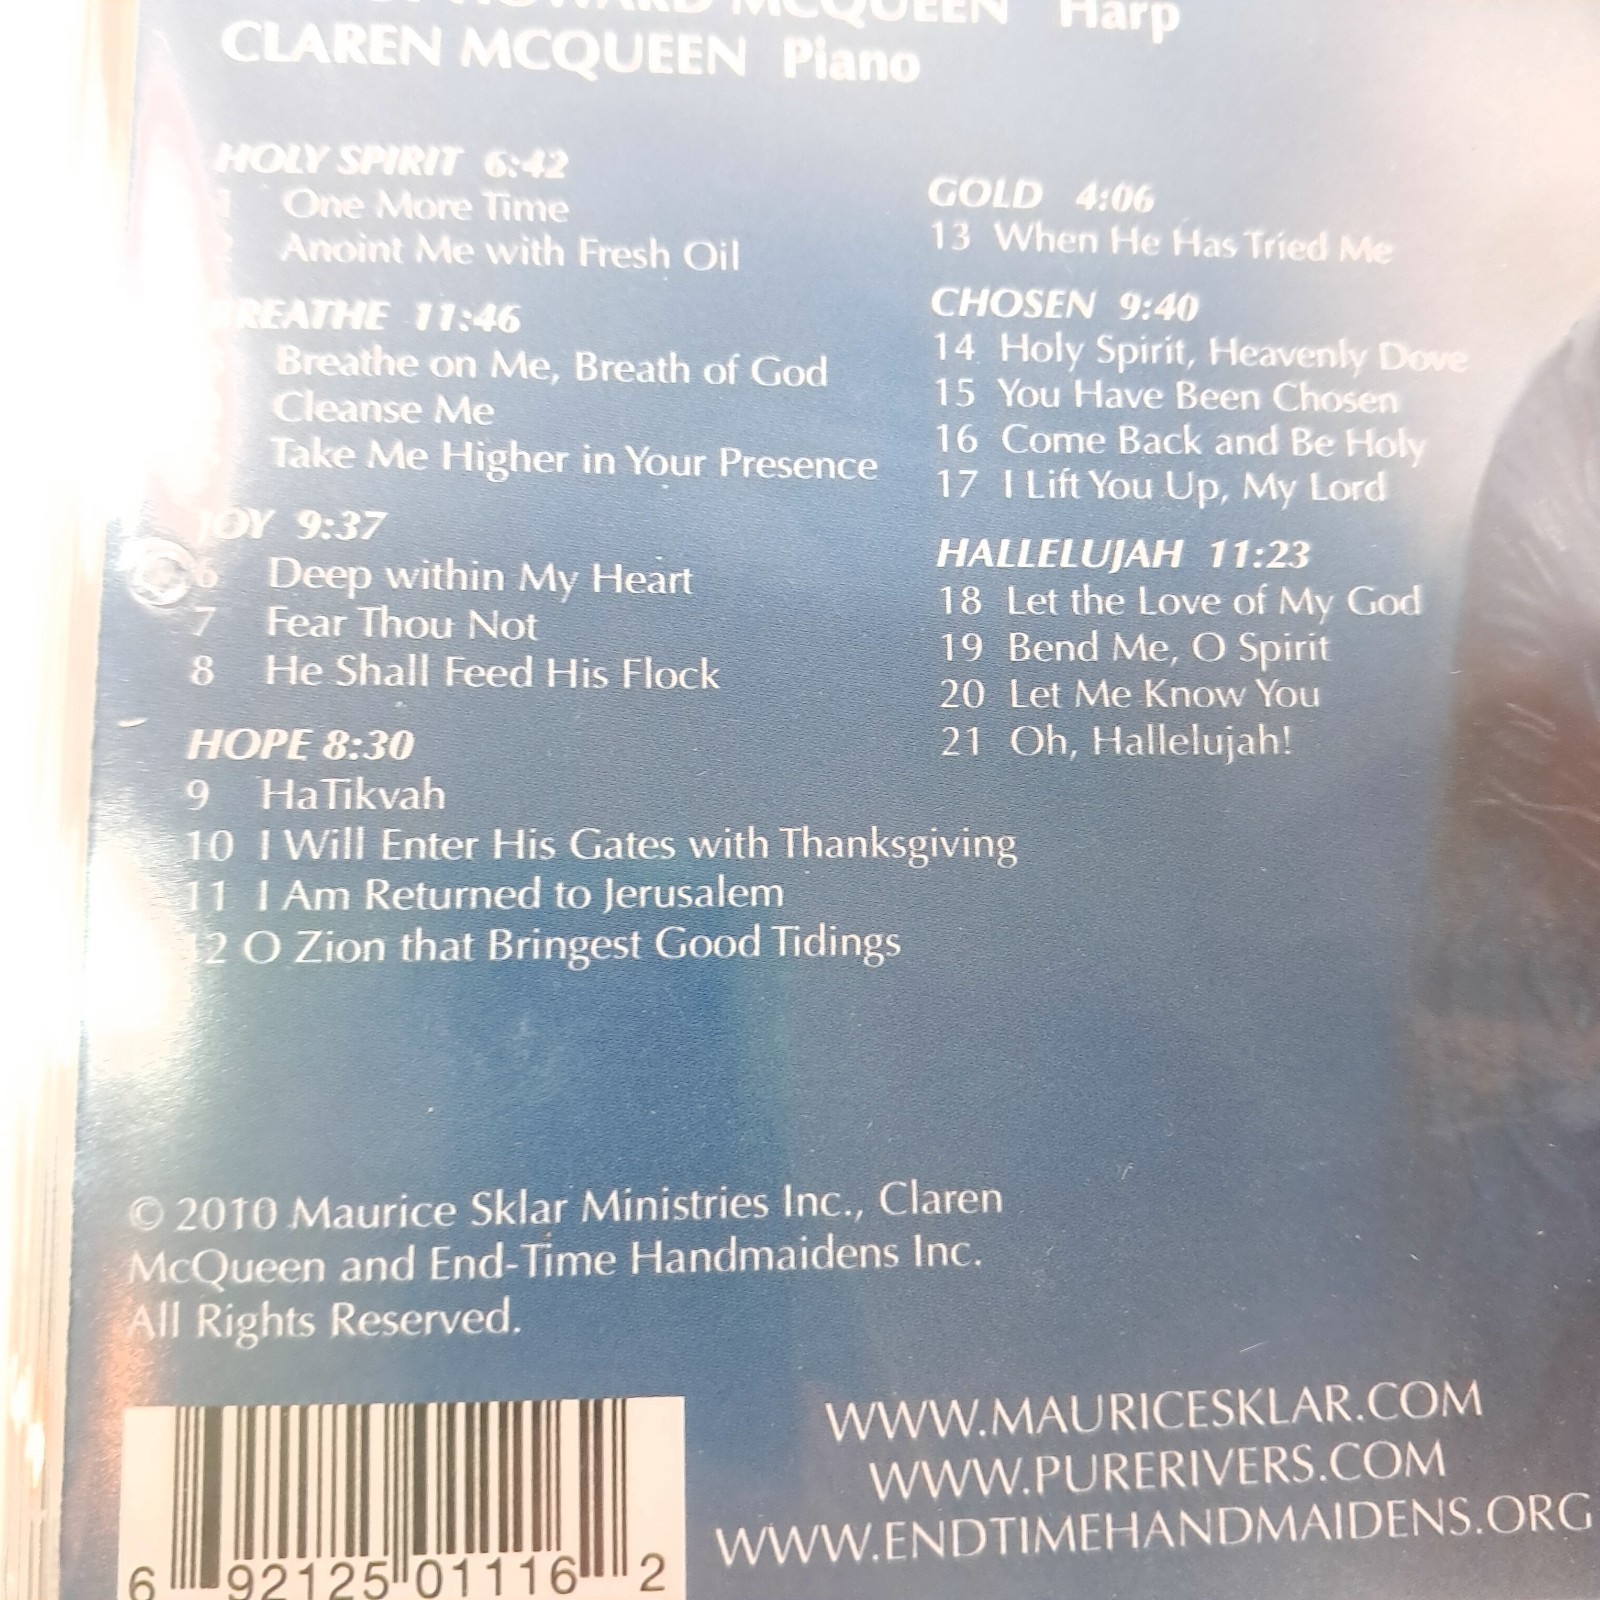 HOWARD MCQUEEN Harp
CLAREN MCQUEEN Piano
HOLY SPIRIT 6:42
1 One More Time
2 Anoint Me with Fresh Oil
BREATHE 11:46
Breathe on Me, Breath of God
Cleanse Me
Take Me Higher in Your Presence
JOY 9:37
6 Deep within My Heart
7 Fear Thou Not
8 He Shall Feed His Flock
HOPE 8:30
9 HaTikvah
10 I Will Enter His Gates with Thanksgiving
11 I Am Returned to Jerusalem
12 O Zion that Bringest Good Tidings
GOLD 4:06
13 When He Has Tried Me
CHOSEN 9:40
14 Holy Spirit, Heavenly Dove
15 You Have Been Chosen
16 Come Back and Be Holy
17 I Lift You Up, My Lord
HALLELUJAH 11:23
18 Let the Love of My God
19 Bend Me, O Spirit
20 Let Me Know You
21 Oh, Hallelujah!
© 2010 Maurice Sklar Ministries Inc., Claren
McQueen and End-Time Handmaidens Inc.
All Rights Reserved.
6 92125 01116 2
WWW.MAURICESKLAR.COM
WWW.PURERIVERS.COM
WWW.ENDTIMEHANDMAIDENS.ORG